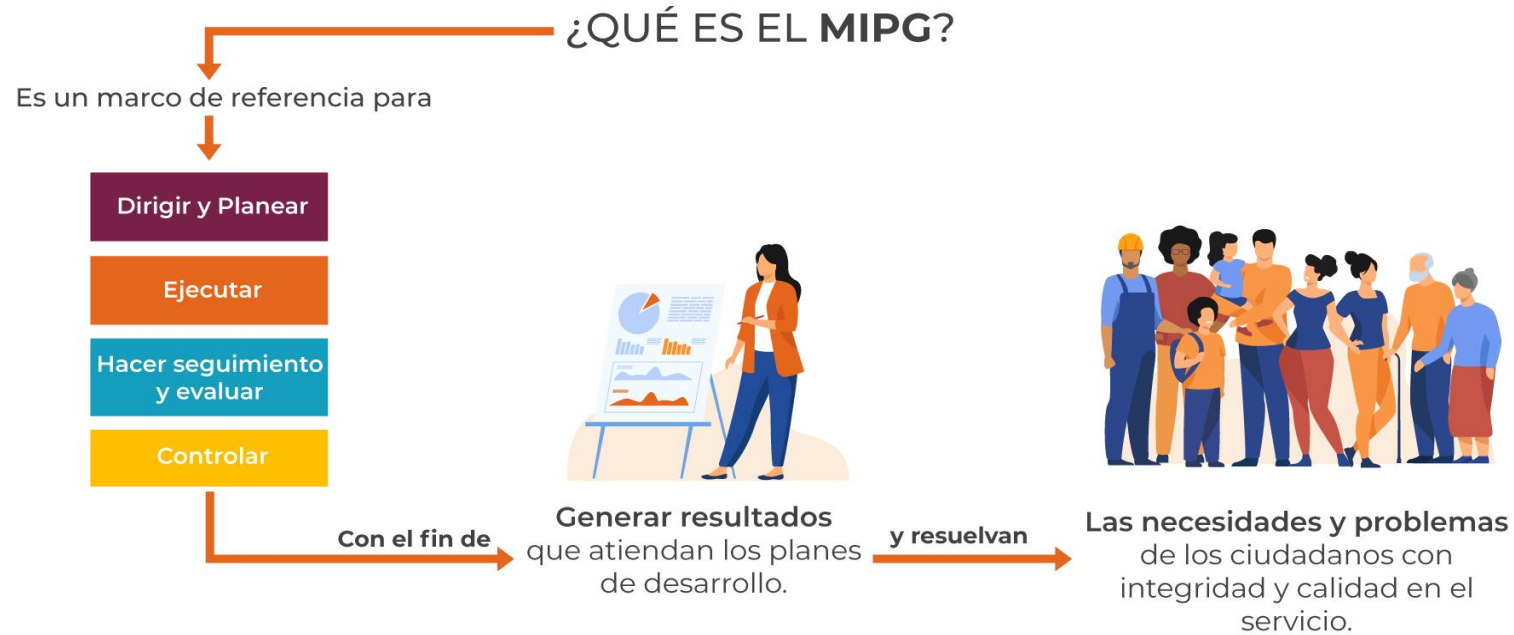 ¿QUÉ ES EL MIPG?
Es un marco de referencia para
Dirigir y Planear
Ejecutar
Hacer seguimiento
y evaluar
Controlar
Con el fin de
Generar resultados
que atiendan los planes
de desarrollo.
y resuelvan
Las necesidades y problemas
de los ciudadanos con
integridad y calidad en el
servicio.